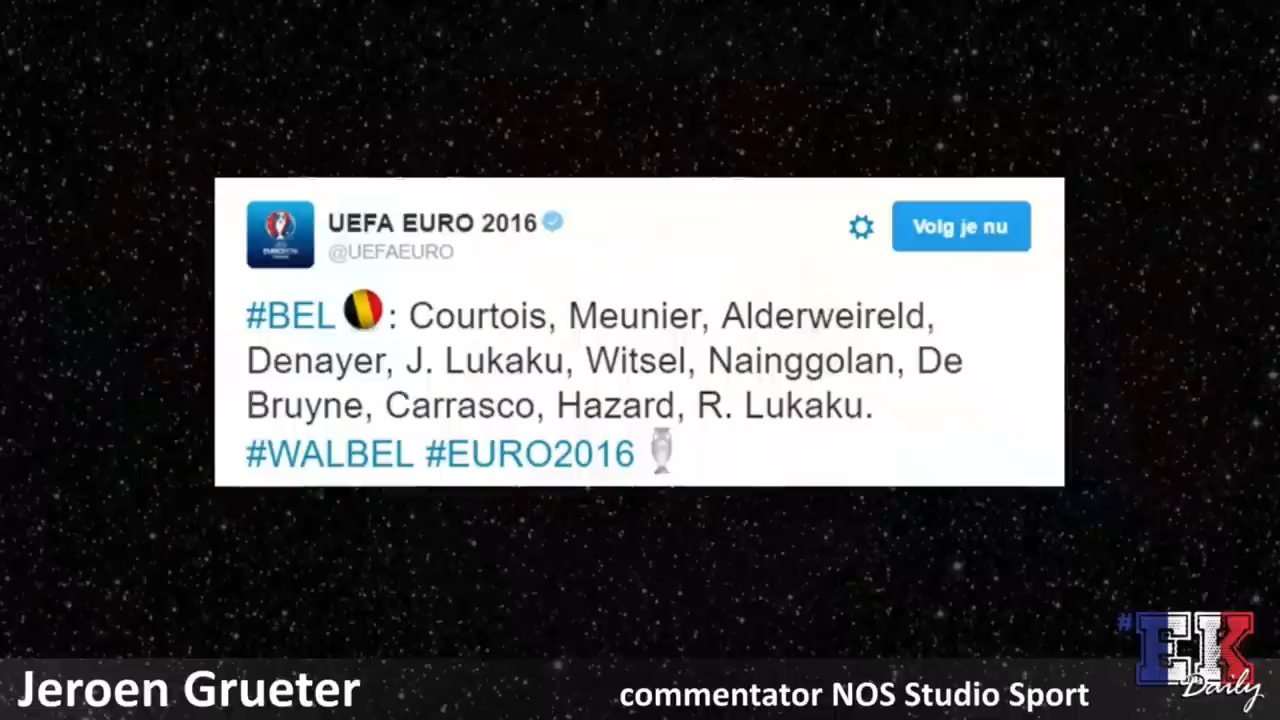 UEFA EURO 2016
@UEFAEURO
Volg je nu
#BEL : Courtois, Meunier, Alderweireld,
Denayer, J. Lukaku, Witsel, Nainggolan, De
Bruyne, Carrasco, Hazard, R. Lukaku.
#WALBEL #EURO2016
#EK
Daily
Jeroen Grueter
commentator NOS Studio Sport